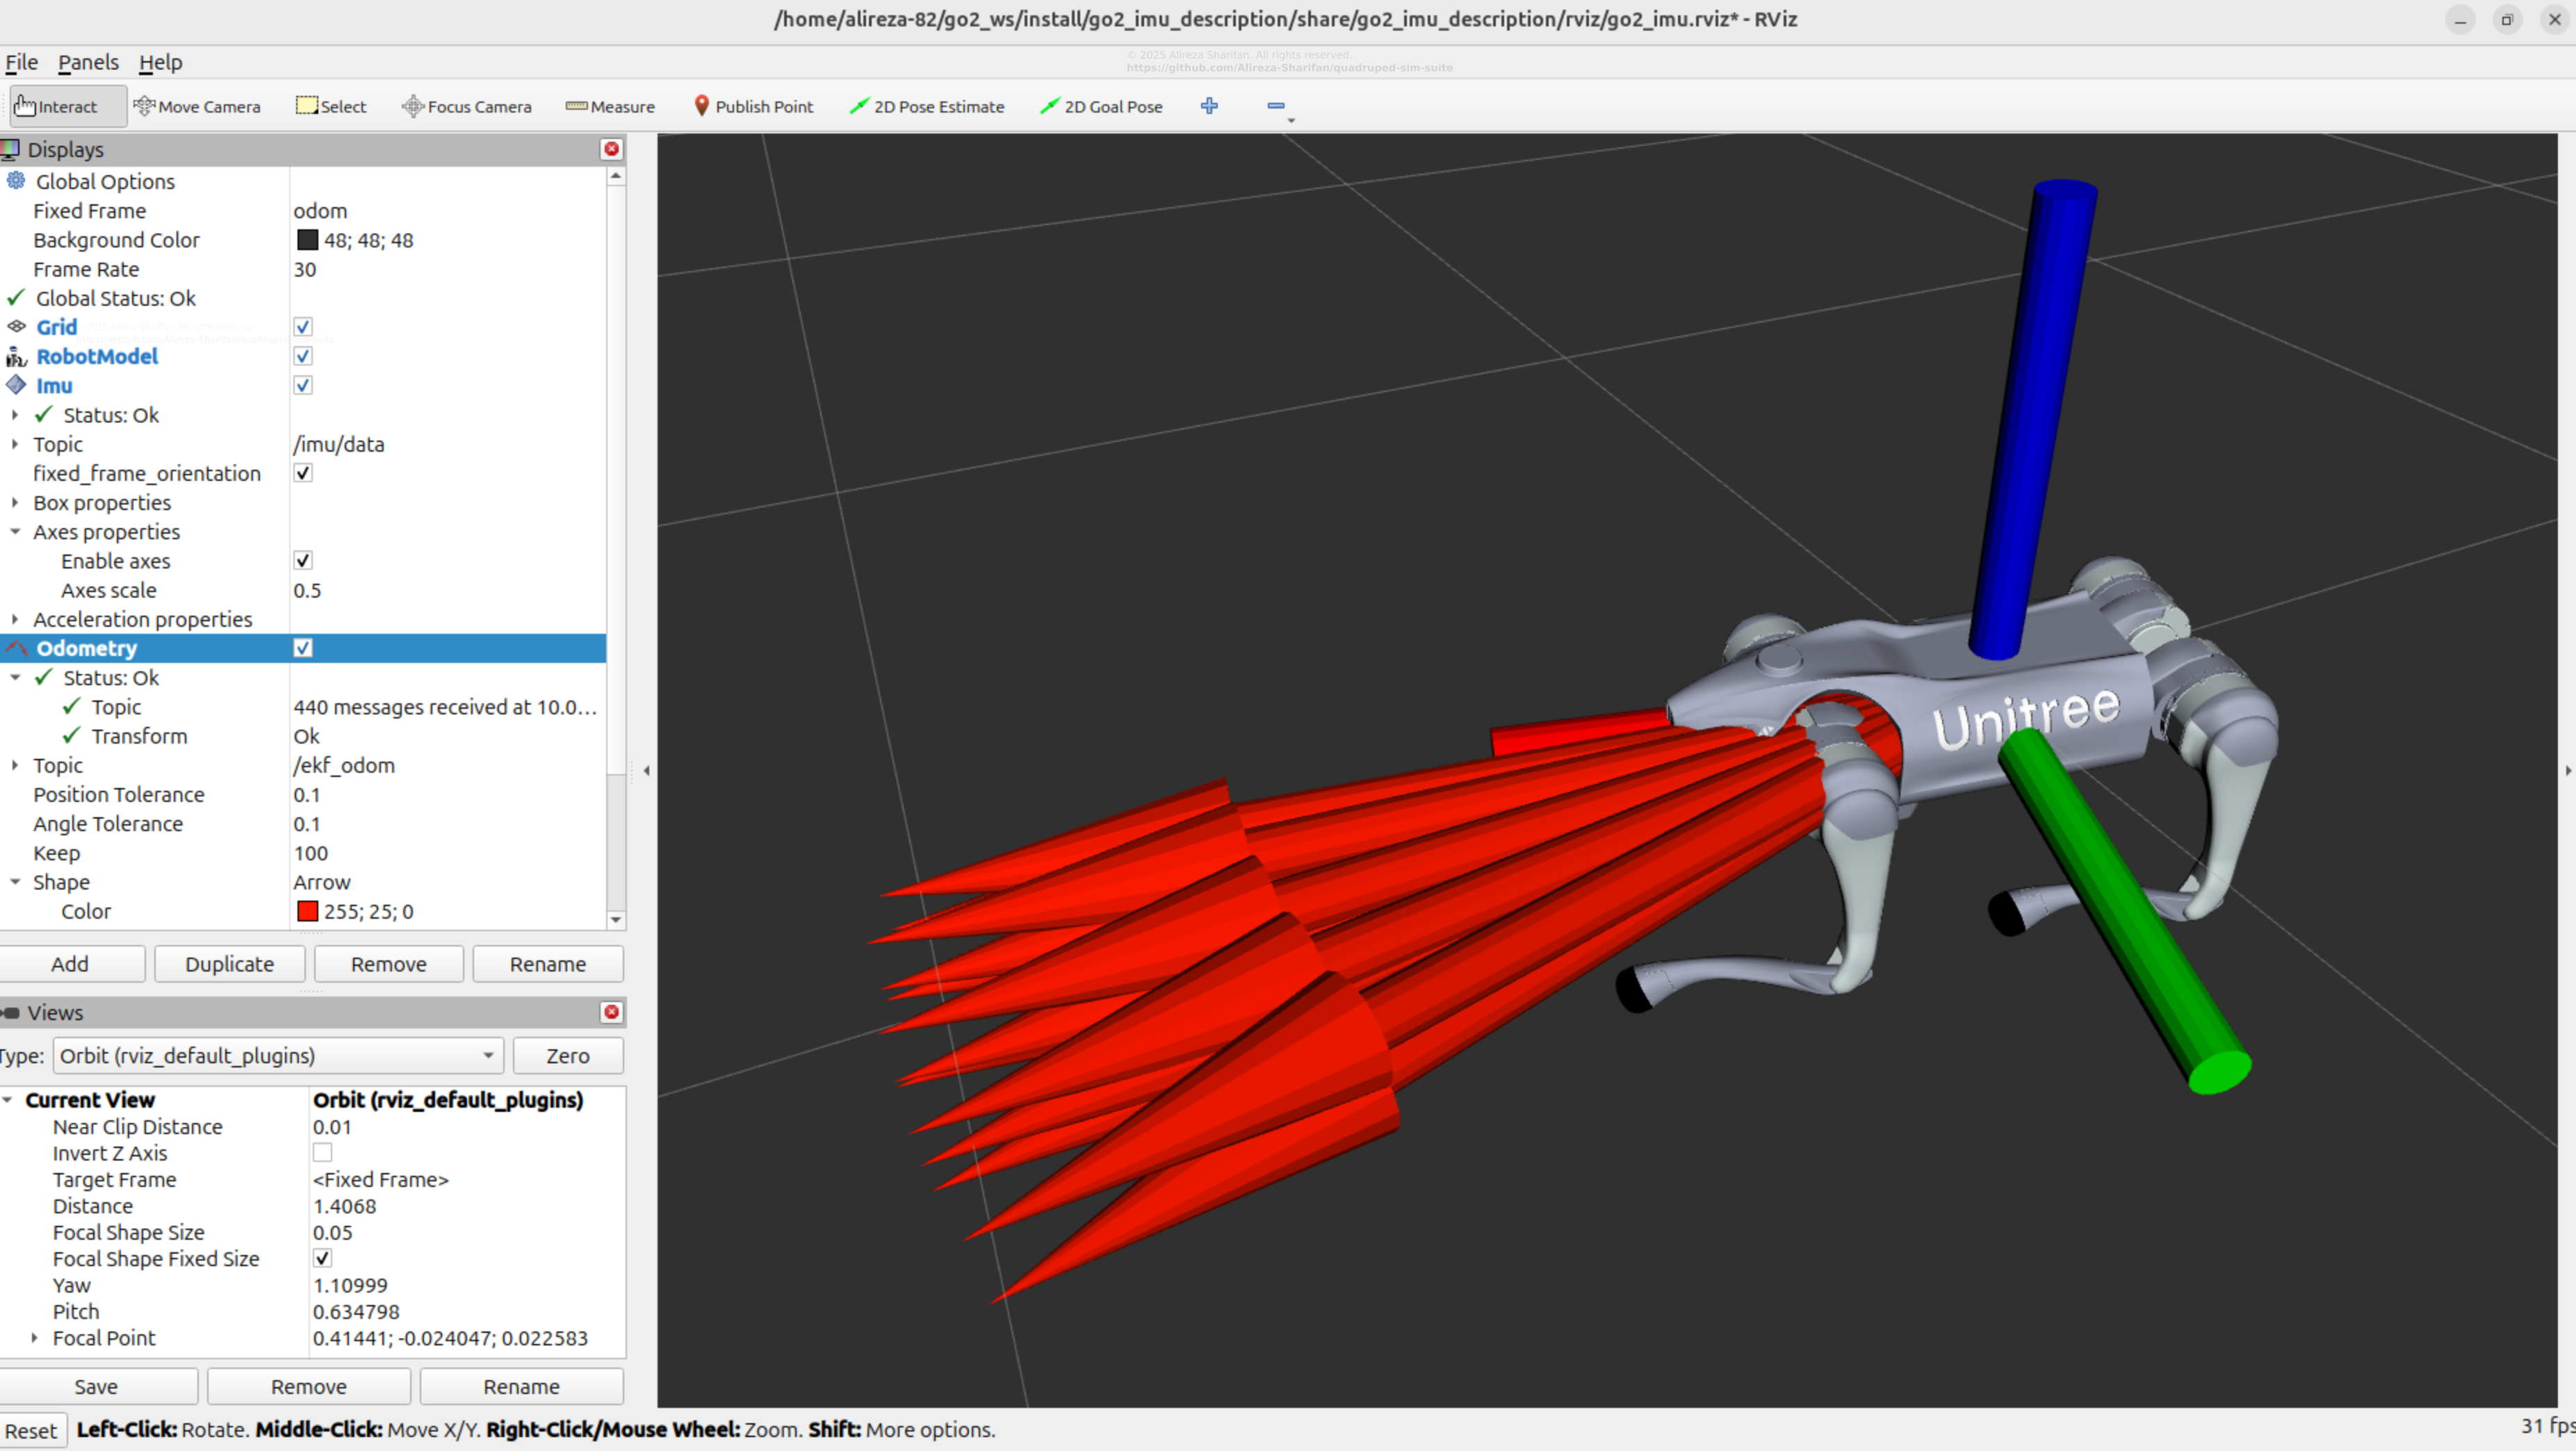 /home/alireza-82/go2_ws/install/go2_imu_description/share/go2_imu_description/rviz/go2_imu.rviz* - RViz
File Panels Help
© 2025 Alireza Sharifan. All rights reserved.
https://github.com/Alireza-Sharifan/quadruped-sim-suite
Interact Move Camera Select Focus Camera Measure Publish Point 2D Pose Estimate 2D Goal Pose
Displays
Global Options
Fixed Frame odom
Background Color 48; 48; 48
Frame Rate 30
Global Status: Ok
Grid
RobotModel
Imu
Status: Ok
Topic /imu/data
fixed_frame_orientation
Box properties
Axes properties
Enable axes
Axes scale 0.5
Acceleration properties
Odometry
Status: Ok
Topic 440 messages received at 10.0...
Transform Ok
Topic /ekf_odom
Position Tolerance 0.1
Angle Tolerance 0.1
Keep 100
Shape Arrow
Color 255; 25; 0
Add Duplicate Remove Rename
Views
Type: Orbit (rviz_default_plugins) Zero
Current View Orbit (rviz_default_plugins)
Near Clip Distance 0.01
Invert Z Axis
Target Frame <Fixed Frame>
Distance 1.4068
Focal Shape Size 0.05
Focal Shape Fixed Size
Yaw 1.10999
Pitch 0.634798
Focal Point 0.41441; -0.024047; 0.022583
Save Remove Rename
Reset Left-Click: Rotate. Middle-Click: Move X/Y. Right-Click/Mouse Wheel: Zoom. Shift: More options.
31 fps
Unitree